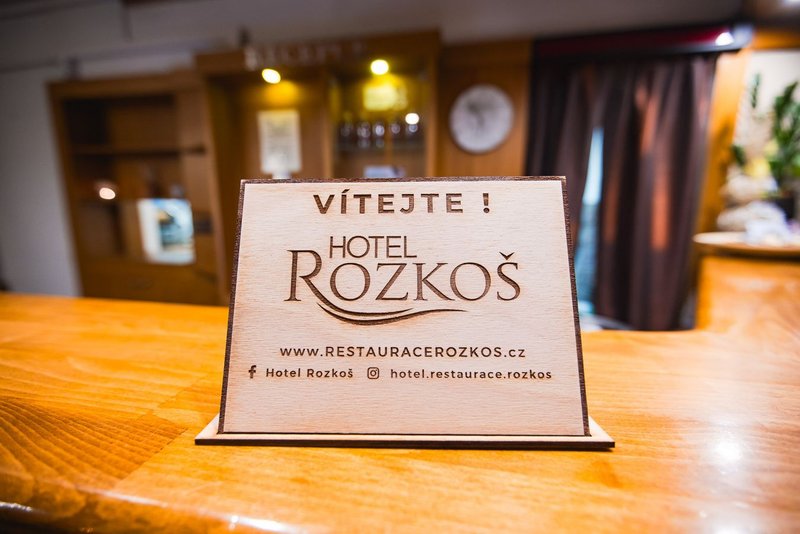 VÍTEJTE !
HOTEL
ROZKOŠ
www.RESTAURACEROZKOS.cz
Hotel Rozkoš hotel.restaurace.rozkos